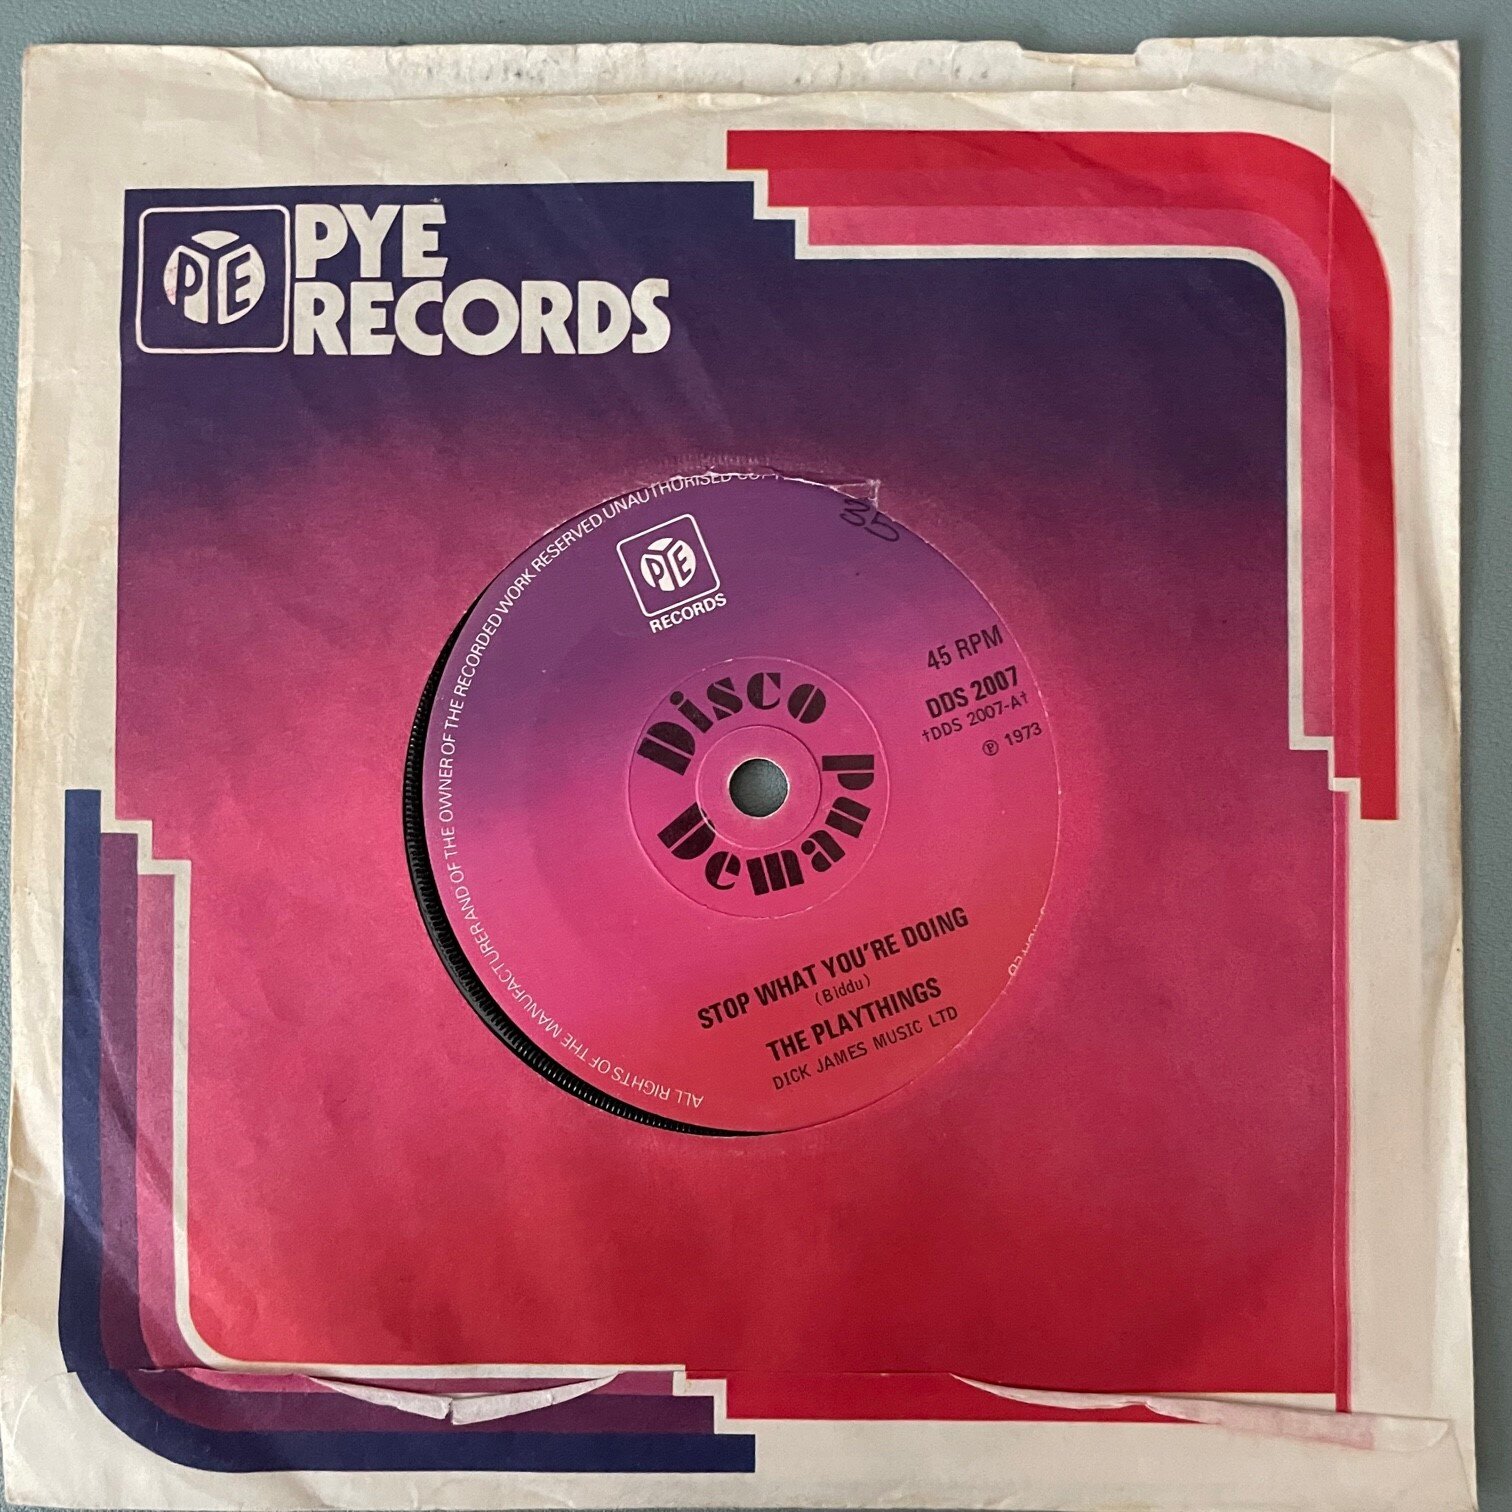 PYE
PYE
RECORDS
ALL RIGHTS OF THE MANUFACTURER AND OF THE OWNER OF THE RECORDED WORK RESERVED UNAUTHORISED
PYE
RECORDS
45 RPM
DDS 2007
†DDS 2007-A†
℗ 1973
Disco
Demand
STOP WHAT YOU'RE DOING
(Biddu)
THE PLAYTHINGS
DICK JAMES MUSIC LTD